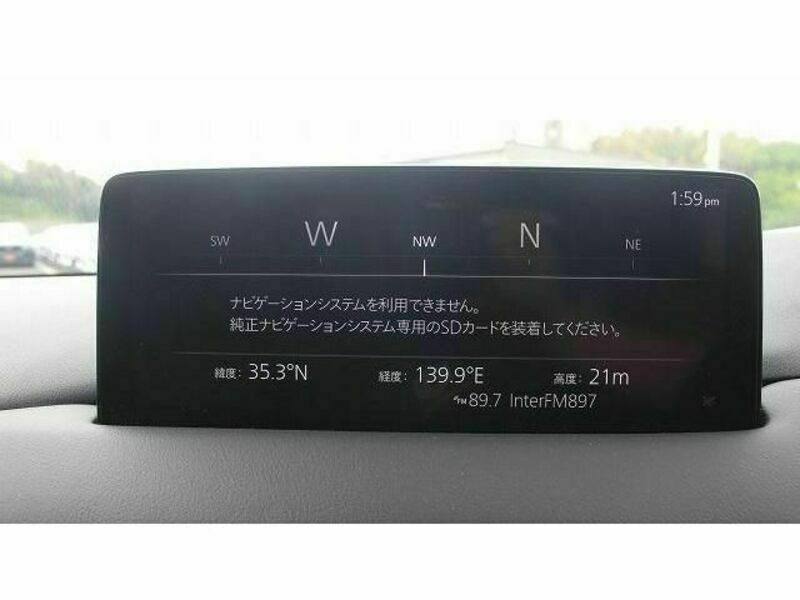 1:59pm
SW W NW N NE
ナビゲーションシステムを利用できません。
純正ナビゲーションシステム専用のSDカードを装着してください。
緯度: 35.3°N 経度: 139.9°E 高度: 21m
FM 89.7 InterFM897